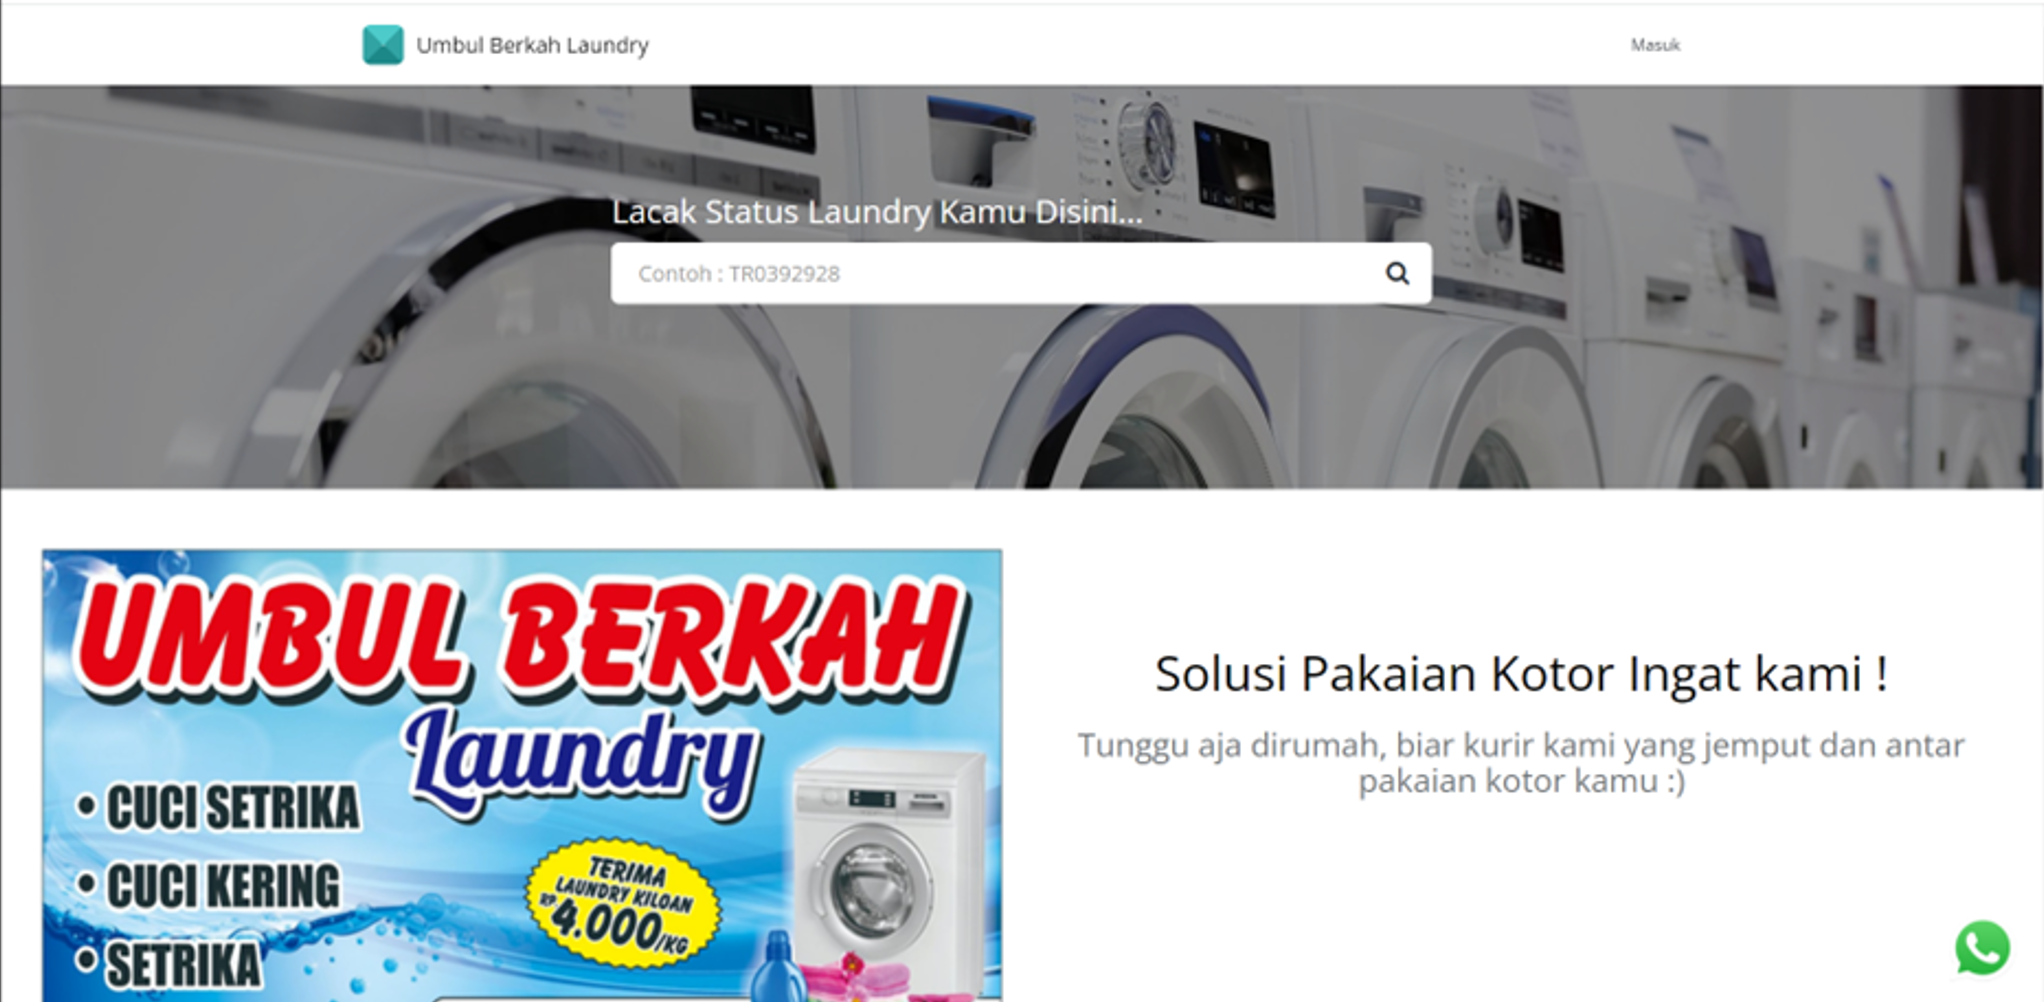 Umbul Berkah Laundry
Masuk
Lacak Status Laundry Kamu Disini...
Contoh : TR0392928
UMBUL BERKAH
Laundry
• CUCI SETRIKA
• CUCI KERING
• SETRIKA
TERIMA
LAUNDRY KILOAN
RP. 4.000/KG
Solusi Pakaian Kotor Ingat kami !
Tunggu aja dirumah, biar kurir kami yang jemput dan antar
pakaian kotor kamu :)